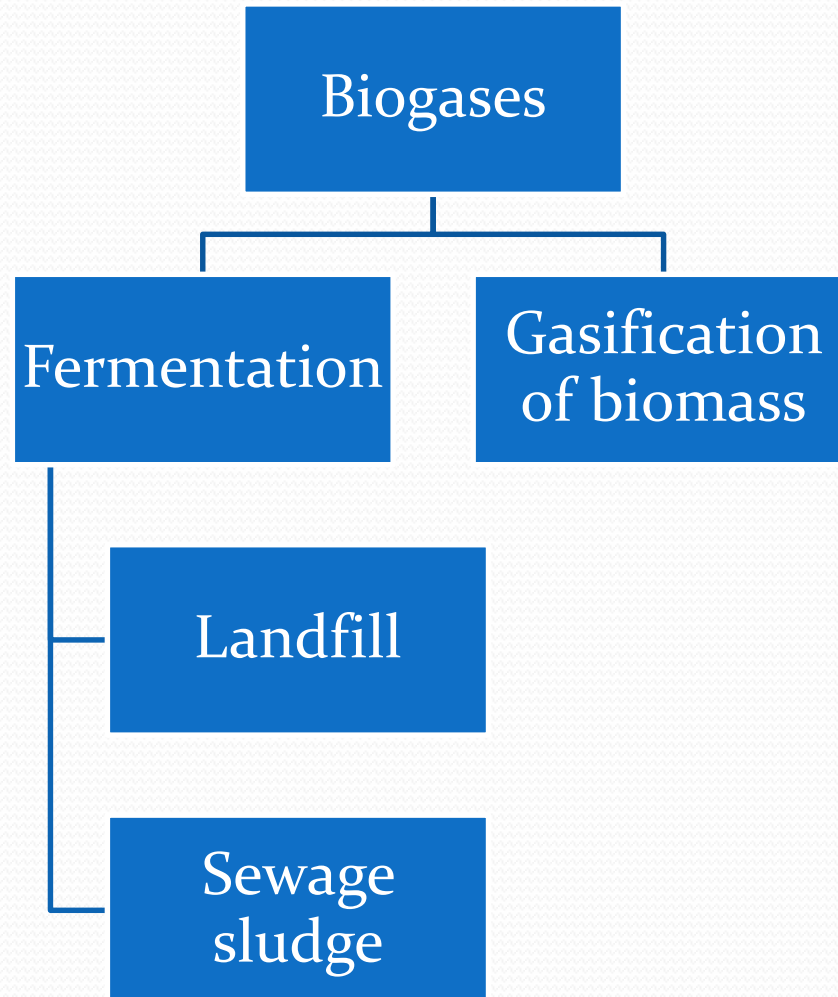 Biogases
Fermentation
Gasification
of biomass
Landfill
Sewage
sludge